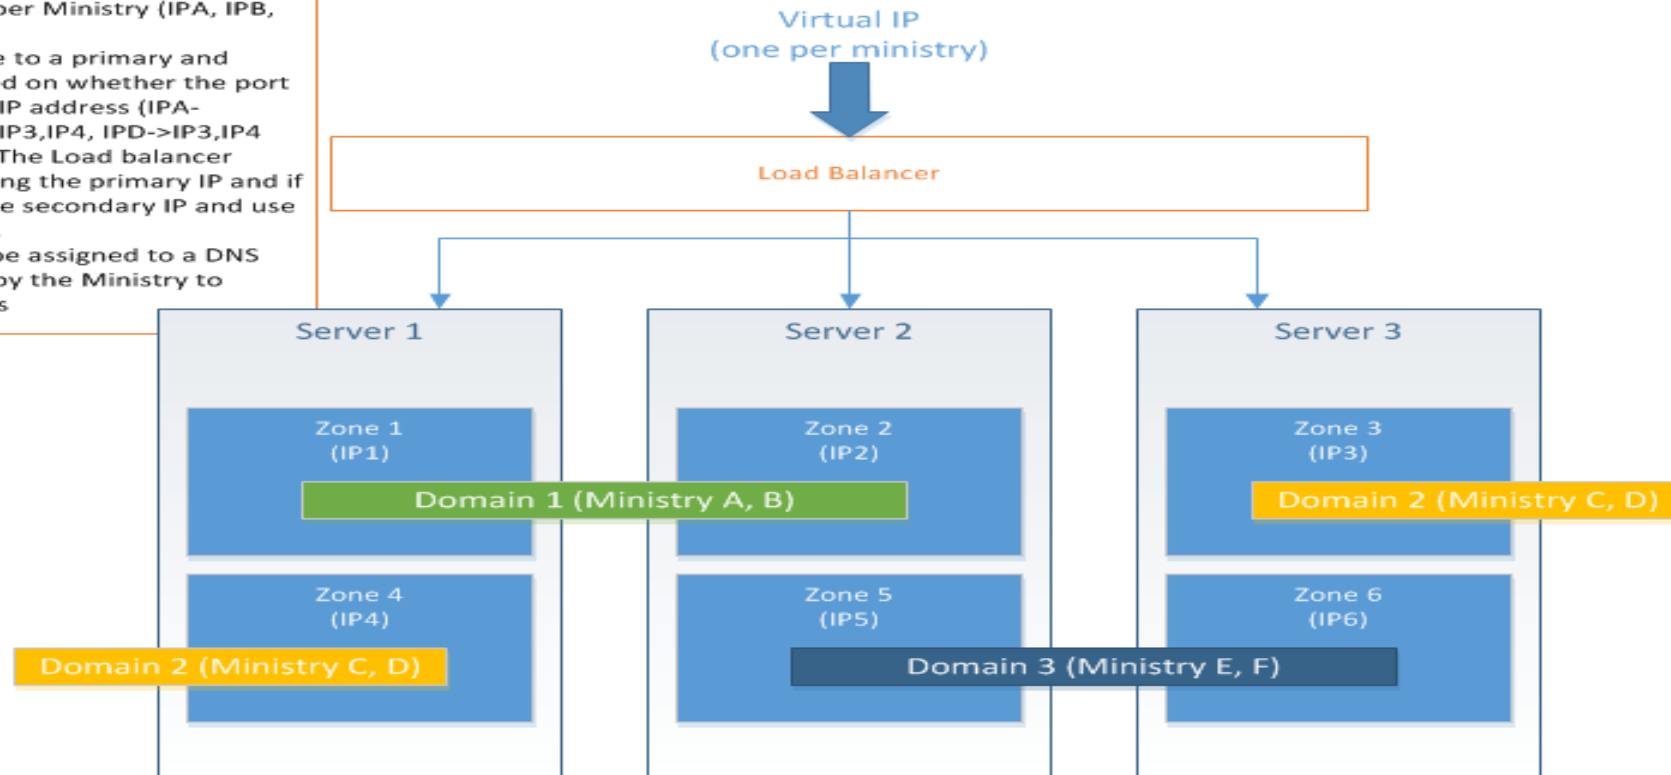 per Ministry (IPA, IPB,
to a primary and
on whether the port
IP address (IPA-
IP3,IP4, IPD->IP3,IP4
The Load balancer
the primary IP and if
secondary IP and use
be assigned to a DNS
by the Ministry to
Virtual IP
(one per ministry)
Load Balancer
Server 1
Server 2
Server 3
Zone 1
(IP1)
Zone 2
(IP2)
Zone 3
(IP3)
Domain 1 (Ministry A, B)
Domain 2 (Ministry C, D)
Zone 4
(IP4)
Zone 5
(IP5)
Zone 6
(IP6)
Domain 2 (Ministry C, D)
Domain 3 (Ministry E, F)